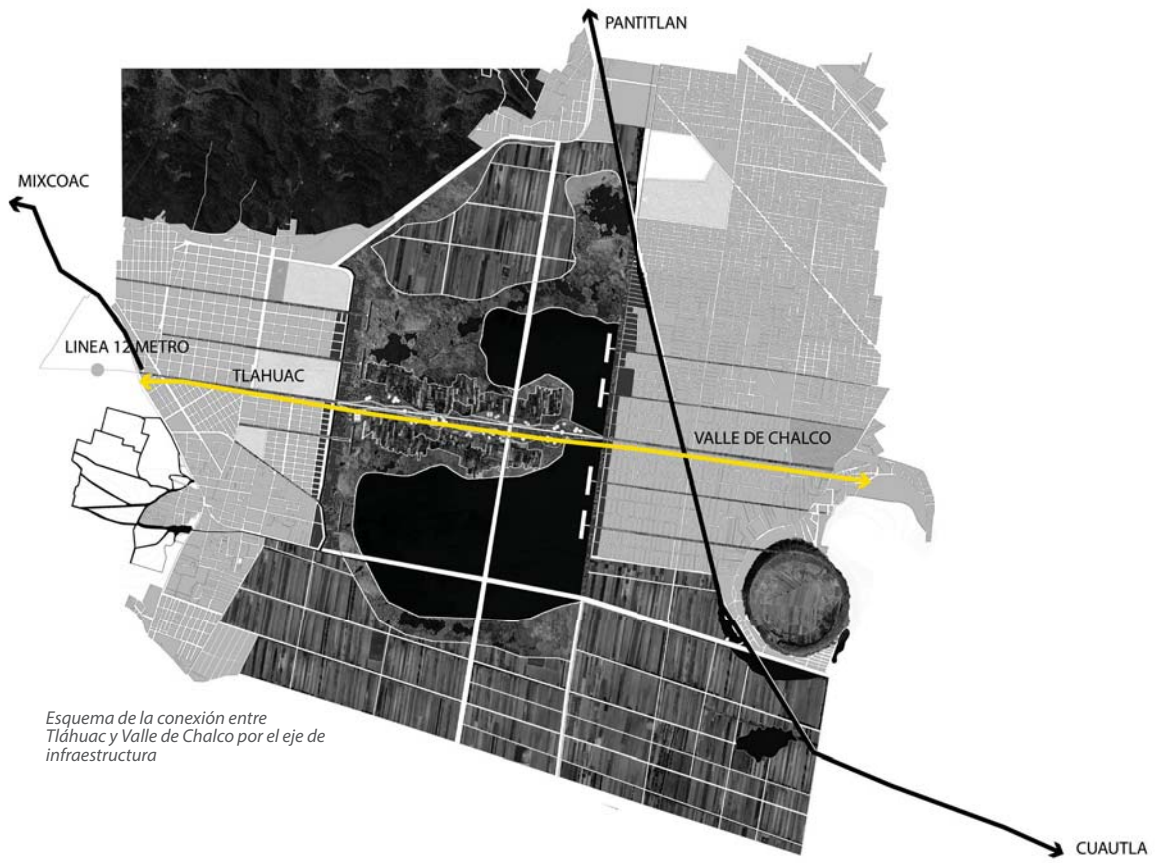 PANTITLAN
MIXCOAC
LINEA 12 METRO
TLAHUAC
VALLE DE CHALCO
Esquema de la conexión entre
Tláhuac y Valle de Chalco por el eje de
infraestructura
CUAUTLA